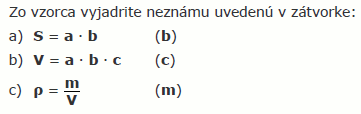 Zo vzorca vyjadrite neznámu uvedenú v zátvorke:
a) S = a · b (b)
b) V = a · b · c (c)
c) ρ = m/V (m)